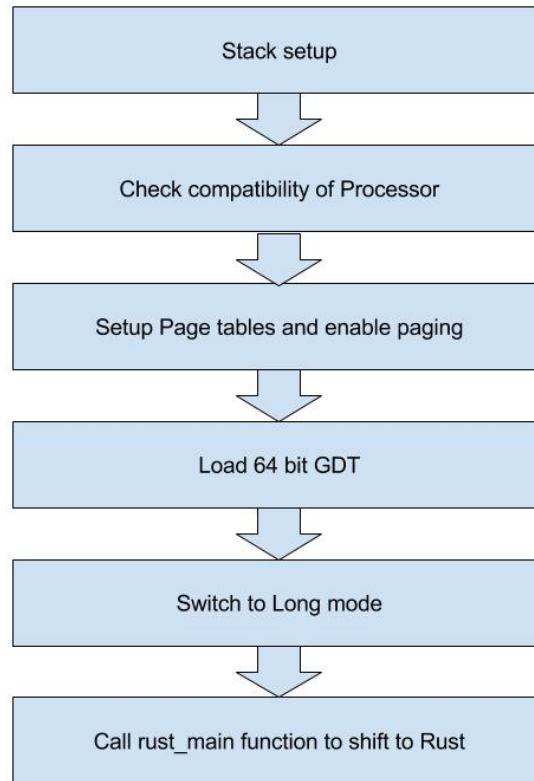 Stack setup
Check compatibility of Processor
Setup Page tables and enable paging
Load 64 bit GDT
Switch to Long mode
Call rust_main function to shift to Rust